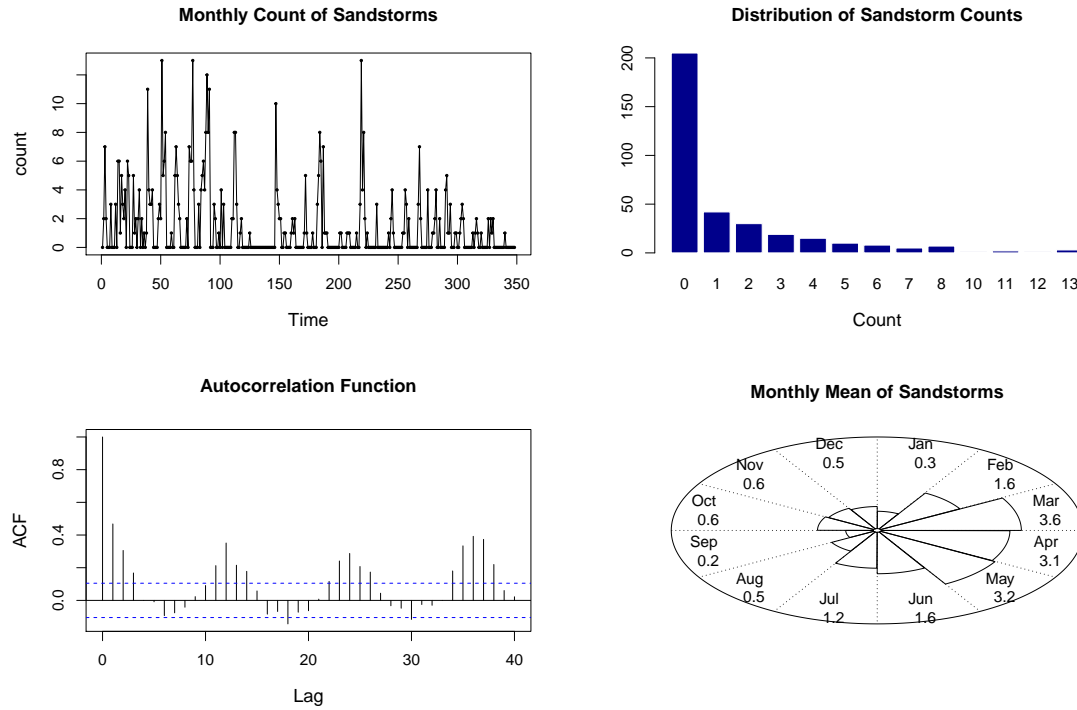 Monthly Count of Sandstorms
count
10
8
6
4
2
0
0 50 100 150 200 250 300 350
Time
Distribution of Sandstorm Counts
200
150
100
50
0
0 1 2 3 4 5 6 7 8 10 11 12 13
Count
Autocorrelation Function
ACF
0.8
0.4
0.0
0 10 20 30 40
Lag
Monthly Mean of Sandstorms
Dec
0.5
Jan
0.3
Nov
0.6
Feb
1.6
Oct
0.6
Mar
3.6
Sep
0.2
Apr
3.1
Aug
0.5
May
3.2
Jul
1.2
Jun
1.6